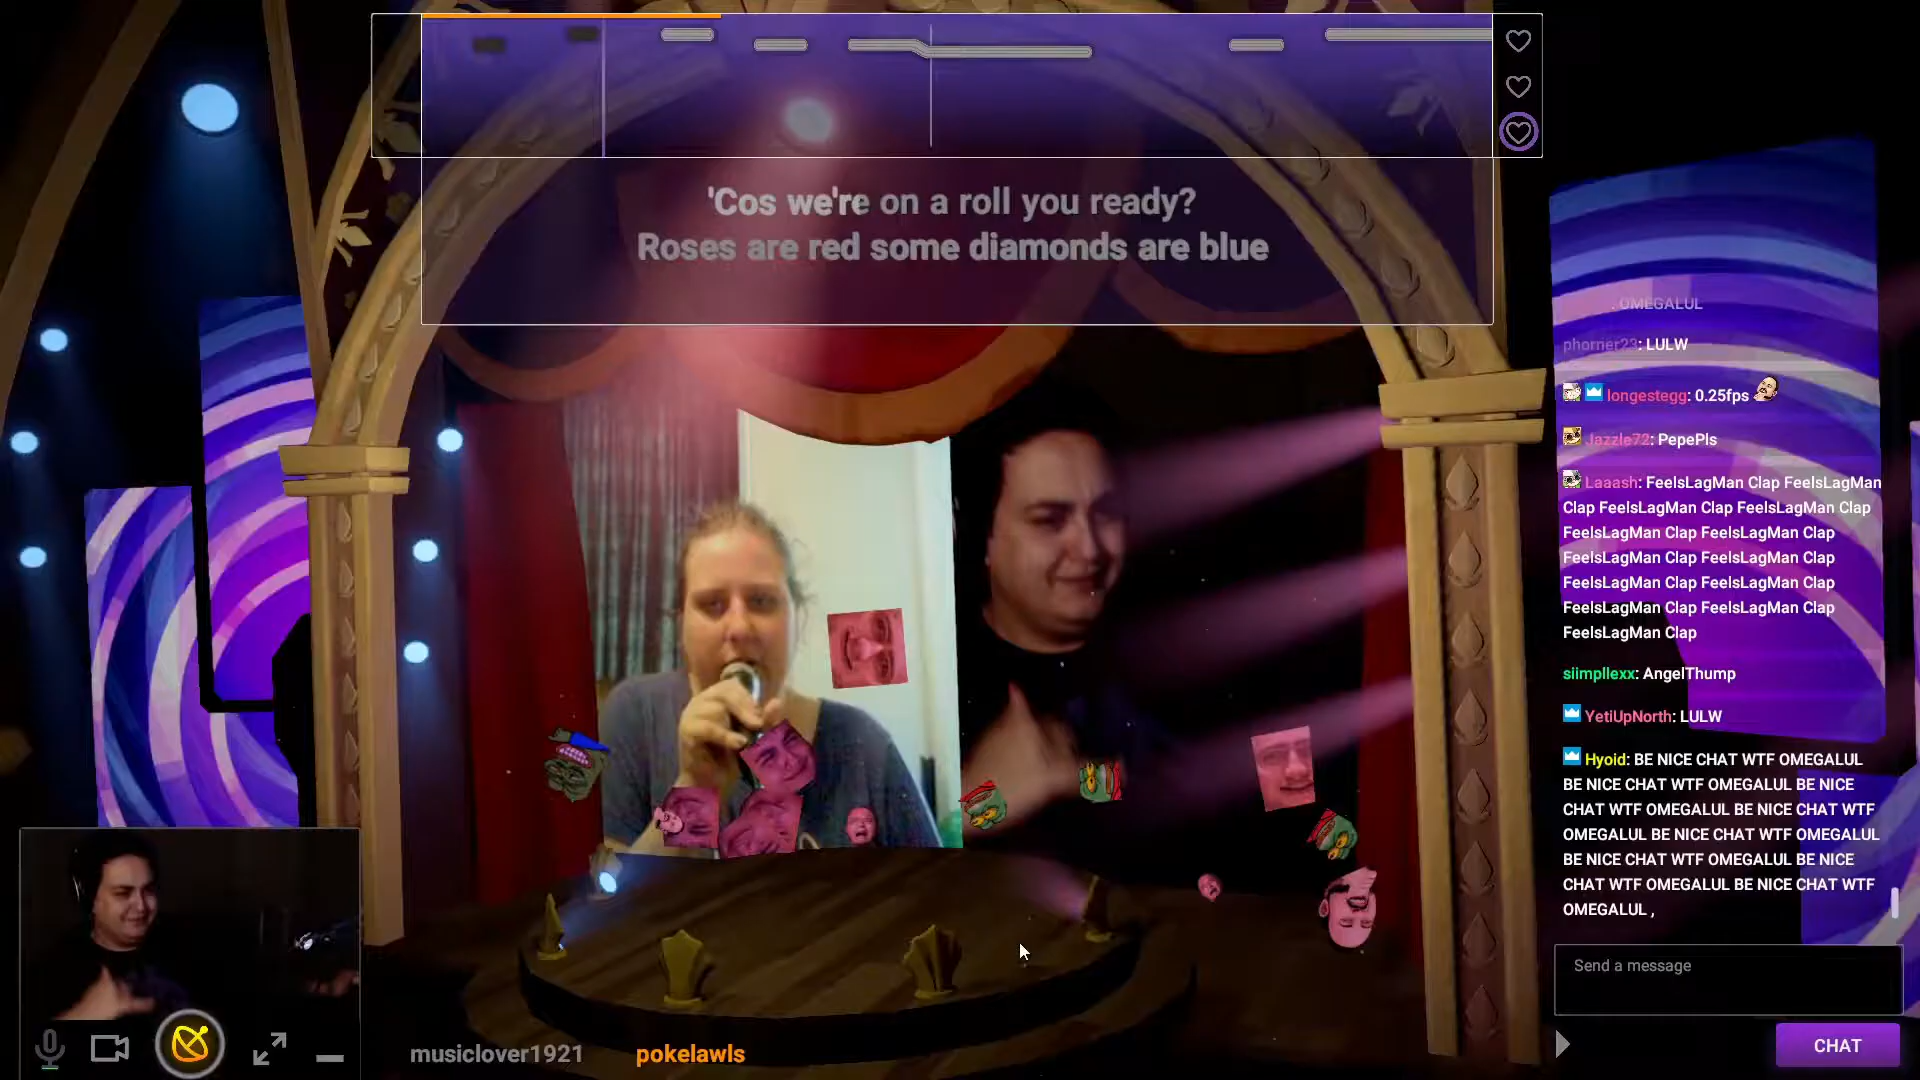 'Cos we're on a roll you ready?
Roses are red some diamonds are blue
. OMEGALUL
phorner23: LULW
longestegg: 0.25fps
Jazzle72: PepePls
Laaash: FeelsLagMan Clap FeelsLagMan
Clap FeelsLagMan Clap FeelsLagMan Clap
FeelsLagMan Clap FeelsLagMan Clap
FeelsLagMan Clap FeelsLagMan Clap
FeelsLagMan Clap FeelsLagMan Clap
FeelsLagMan Clap FeelsLagMan Clap
FeelsLagMan Clap
siimpllexx: AngelThump
YetiUpNorth: LULW
Hyoid: BE NICE CHAT WTF OMEGALUL
BE NICE CHAT WTF OMEGALUL BE NICE
CHAT WTF OMEGALUL BE NICE CHAT WTF
OMEGALUL BE NICE CHAT WTF OMEGALUL
BE NICE CHAT WTF OMEGALUL BE NICE
CHAT WTF OMEGALUL BE NICE CHAT WTF
OMEGALUL ,
Send a message
CHAT
musiclover1921
pokelawls